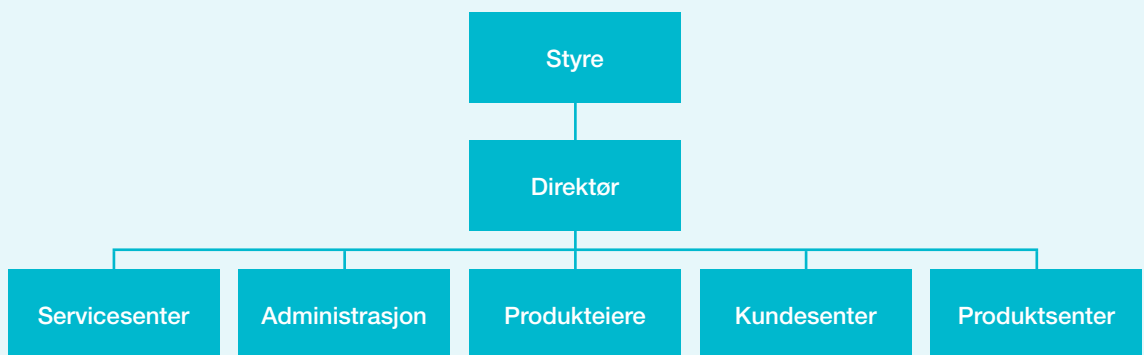 Styre
Direktør
Servicesenter
Administrasjon
Produkteiere
Kundesenter
Produktsenter